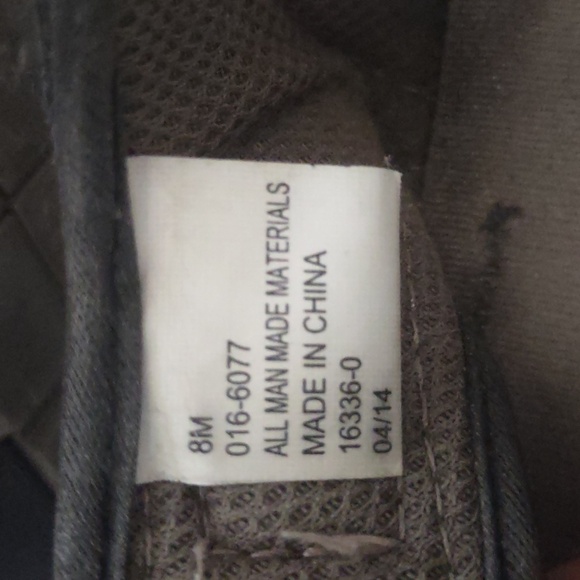 8M
016-6077
ALL MAN MADE MATERIALS
MADE IN CHINA
16336-0
04/14